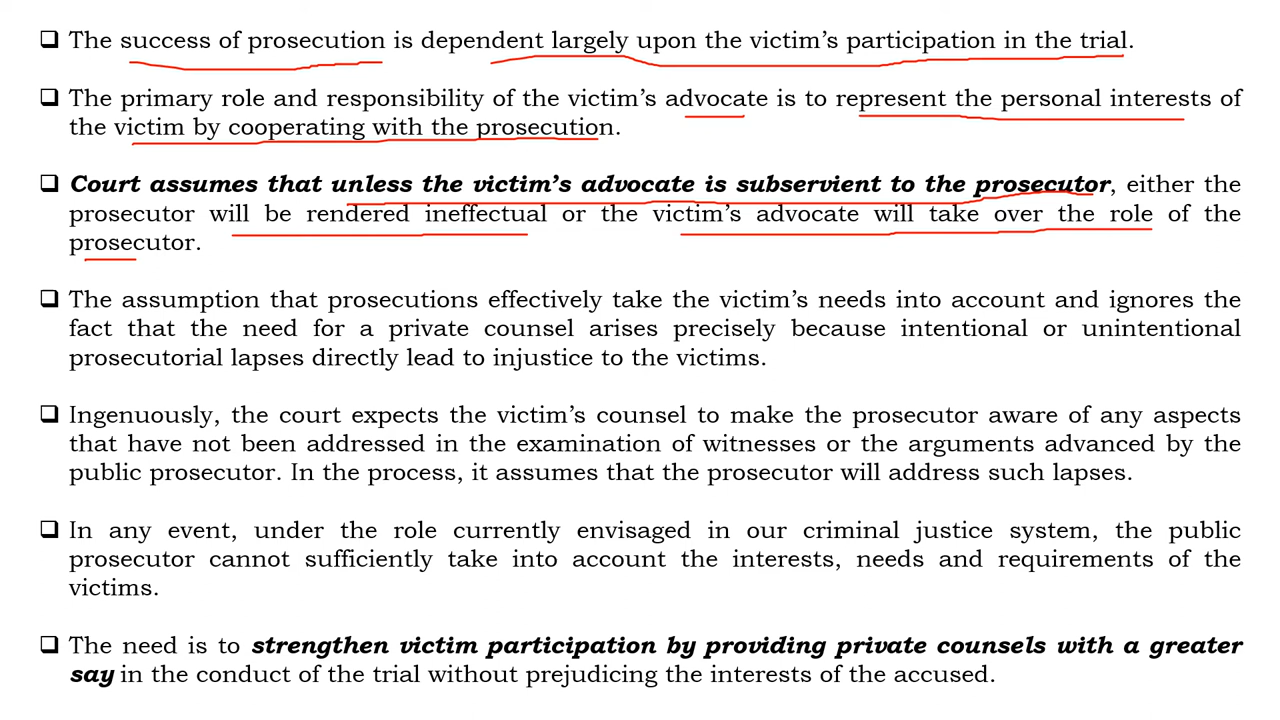 ❑ The success of prosecution is dependent largely upon the victim’s participation in the trial.
❑ The primary role and responsibility of the victim’s advocate is to represent the personal interests of
the victim by cooperating with the prosecution.
❑ Court assumes that unless the victim’s advocate is subservient to the prosecutor, either the
prosecutor will be rendered ineffectual or the victim’s advocate will take over the role of the
prosecutor.
❑ The assumption that prosecutions effectively take the victim’s needs into account and ignores the
fact that the need for a private counsel arises precisely because intentional or unintentional
prosecutorial lapses directly lead to injustice to the victims.
❑ Ingenuously, the court expects the victim’s counsel to make the prosecutor aware of any aspects
that have not been addressed in the examination of witnesses or the arguments advanced by the
public prosecutor. In the process, it assumes that the prosecutor will address such lapses.
❑ In any event, under the role currently envisaged in our criminal justice system, the public
prosecutor cannot sufficiently take into account the interests, needs and requirements of the
victims.
❑ The need is to strengthen victim participation by providing private counsels with a greater
say in the conduct of the trial without prejudicing the interests of the accused.